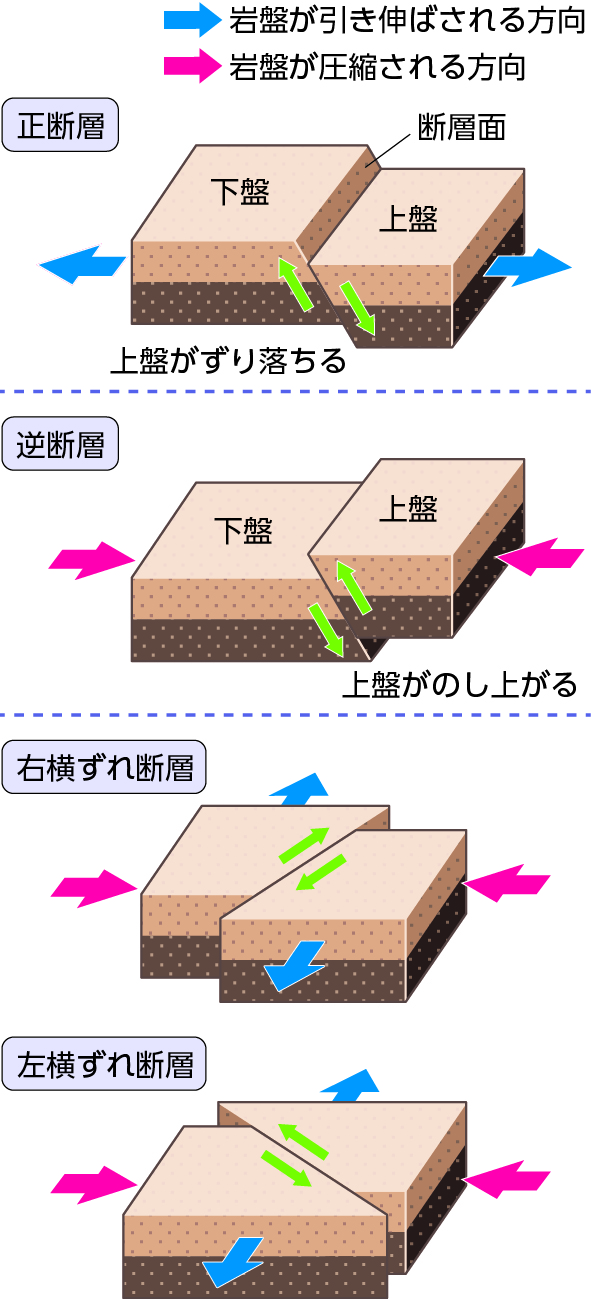 岩盤が引き伸ばされる方向
岩盤が圧縮される方向
正断層
断層面
下盤
上盤
上盤がずり落ちる
逆断層
上盤
下盤
上盤がのし上がる
右横ずれ断層
左横ずれ断層